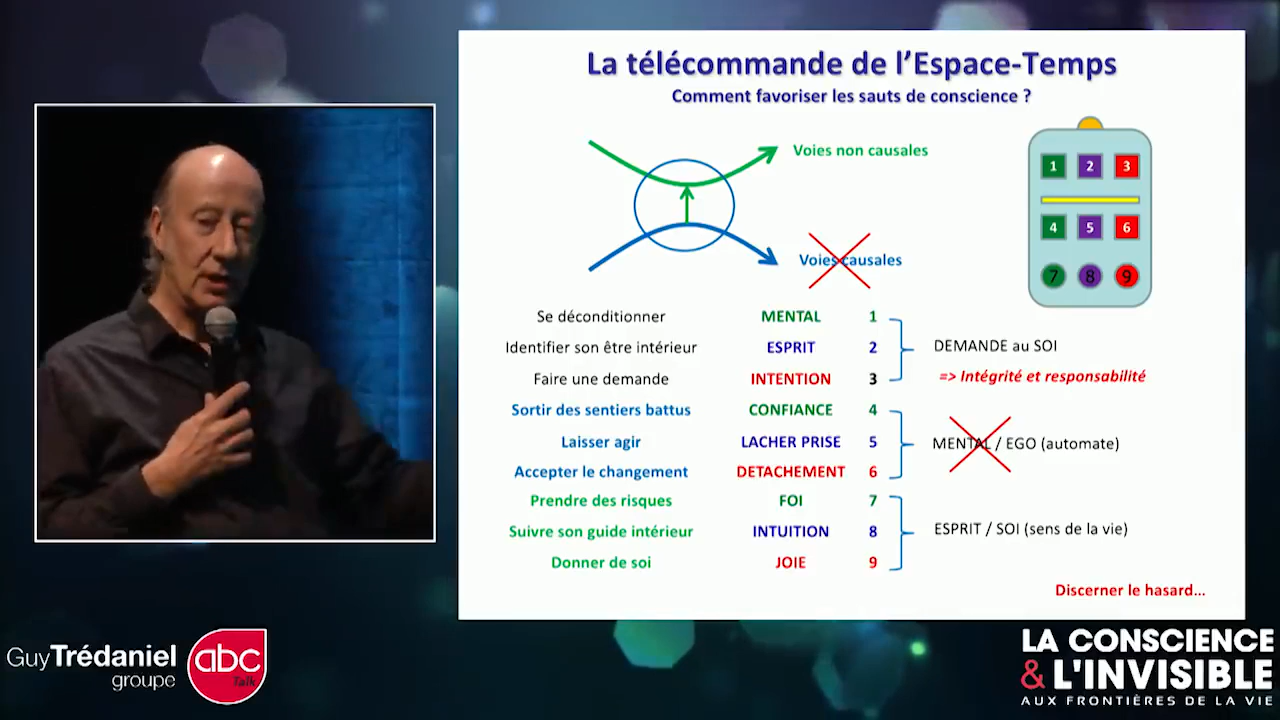 La télécommande de l'Espace-Temps
Comment favoriser les sauts de conscience ?
Voies non causales
Voies causales
1 2 3
4 5 6
7 8 9
Se déconditionner MENTAL 1
Identifier son être intérieur ESPRIT 2
Faire une demande INTENTION 3
DEMANDE au SOI
=> Intégrité et responsabilité
Sortir des sentiers battus CONFIANCE 4
Laisser agir LACHER PRISE 5
Accepter le changement DETACHEMENT 6
MENTAL / EGO (automate)
Prendre des risques FOI 7
Suivre son guide intérieur INTUITION 8
Donner de soi JOIE 9
ESPRIT / SOI (sens de la vie)
Discerner le hasard...
Guy Trédaniel
groupe
abc
Talk
LA CONSCIENCE
& L'INVISIBLE
AUX FRONTIÈRES DE LA VIE